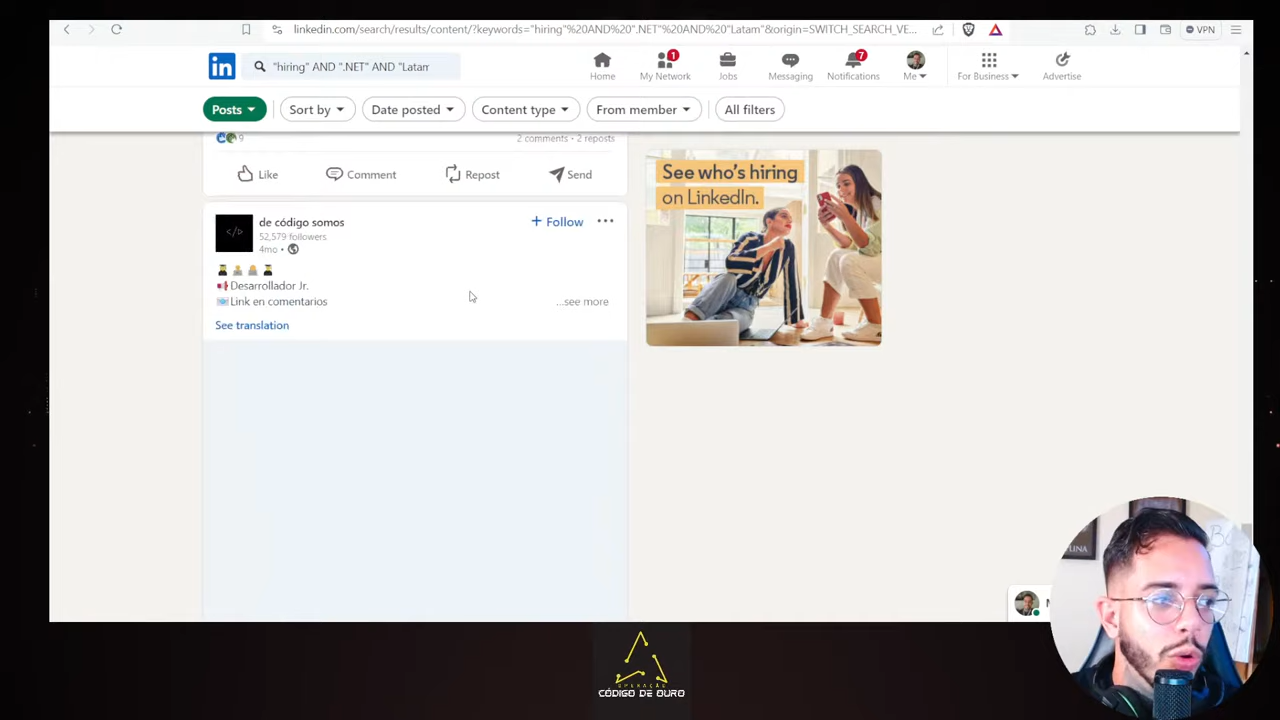 linkedin.com/search/results/content/?keywords="hiring"%20AND%20".NET"%20AND%20"Latam"&origin=SWITCH_SEARCH_VE...
VPN
in
"hiring" AND ".NET" AND "Latam
1
7
Home
My Network
Jobs
Messaging
Notifications
Me
For Business
Advertise
Posts
Sort by
Date posted
Content type
From member
All filters
9
2 comments · 2 reposts
Like
Comment
Repost
Send
See who's hiring
on LinkedIn.
</>
de código somos
+ Follow
52,579 followers
4mo •
Desarrollador Jr.
Link en comentarios
...see more
See translation
OPERAÇÃO
CÓDIGO DE OURO